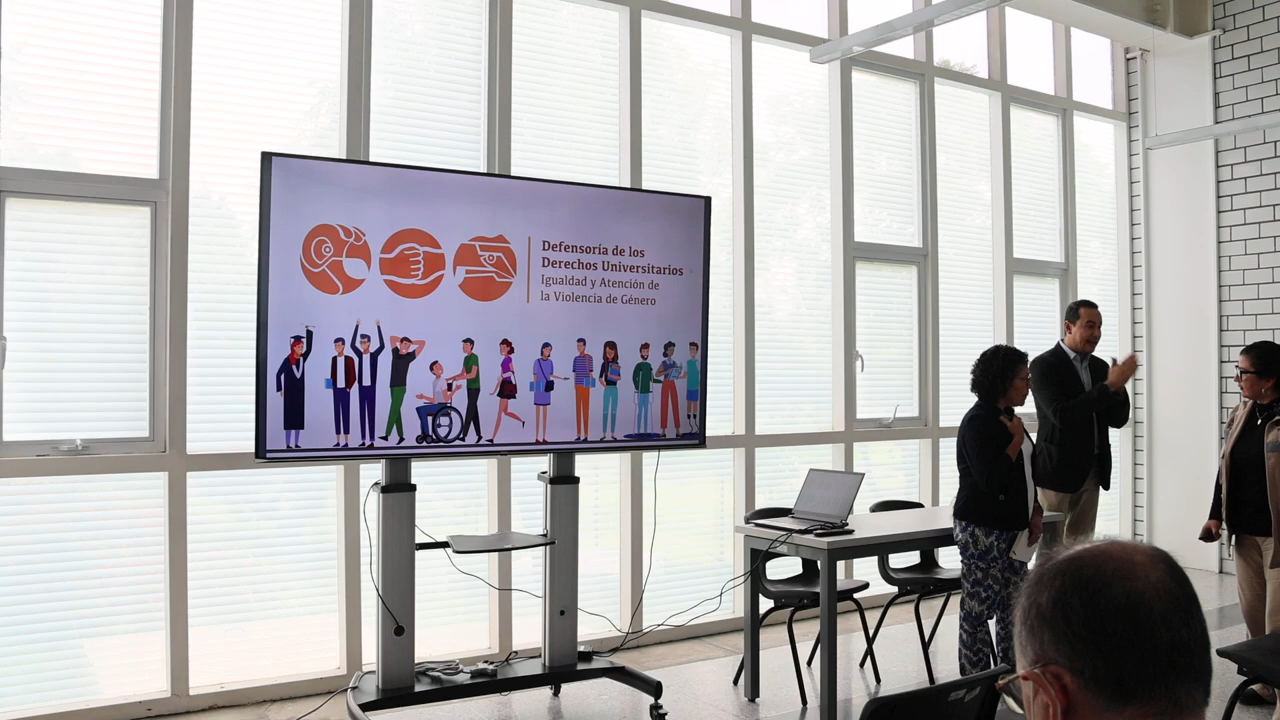 Defensoría de los
Derechos Universitarios
Igualdad y Atención de
la Violencia de Género